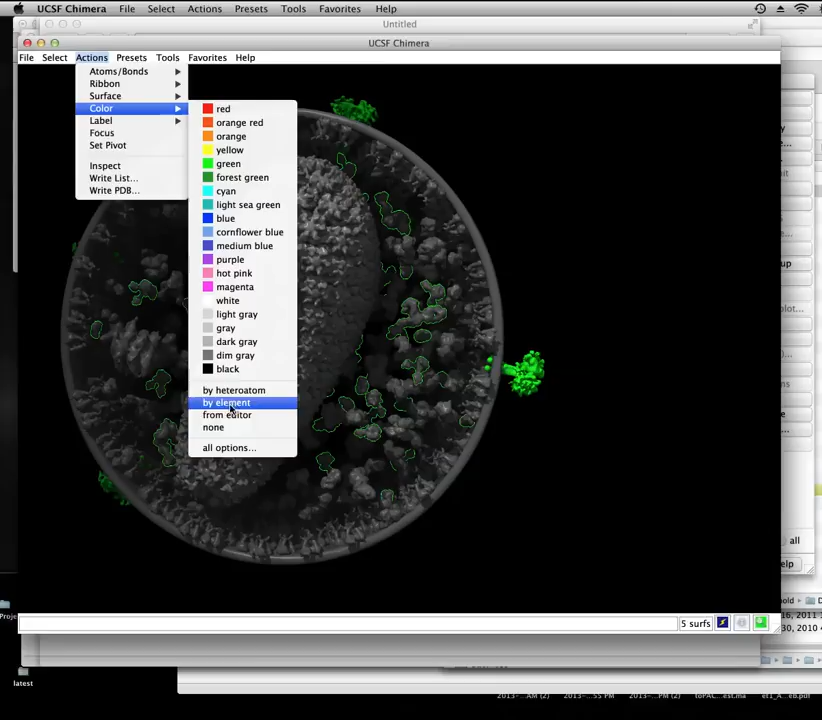 UCSF Chimera File Select Actions Presets Tools Favorites Help
Untitled
UCSF Chimera
File Select Actions Presets Tools Favorites Help
Atoms/Bonds
Ribbon
Surface
Color
Label
Focus
Set Pivot
Inspect
Write List...
Write PDB...
red
orange red
orange
yellow
green
forest green
cyan
light sea green
blue
cornflower blue
medium blue
purple
hot pink
magenta
white
light gray
gray
dark gray
dim gray
black
by heteroatom
by element
from editor
none
all options...
all
5 surfs
latest